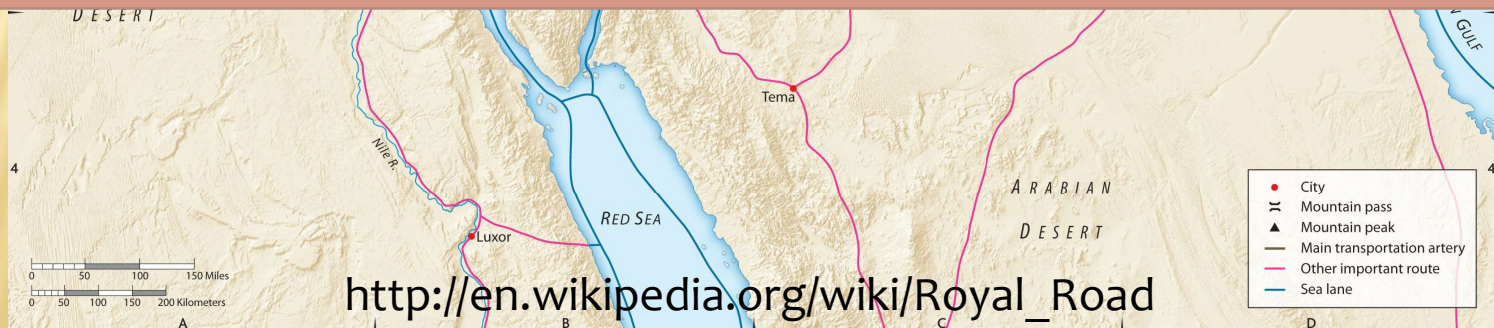 DESERT
N GULF
Tema
Nile R.
4
4
ARABIAN
DESERT
RED SEA
Luxor
City
Mountain pass
Mountain peak
Main transportation artery
Other important route
Sea lane
0 50 100 150 Miles
0 50 100 150 200 Kilometers
http://en.wikipedia.org/wiki/Royal_Road
A B C D